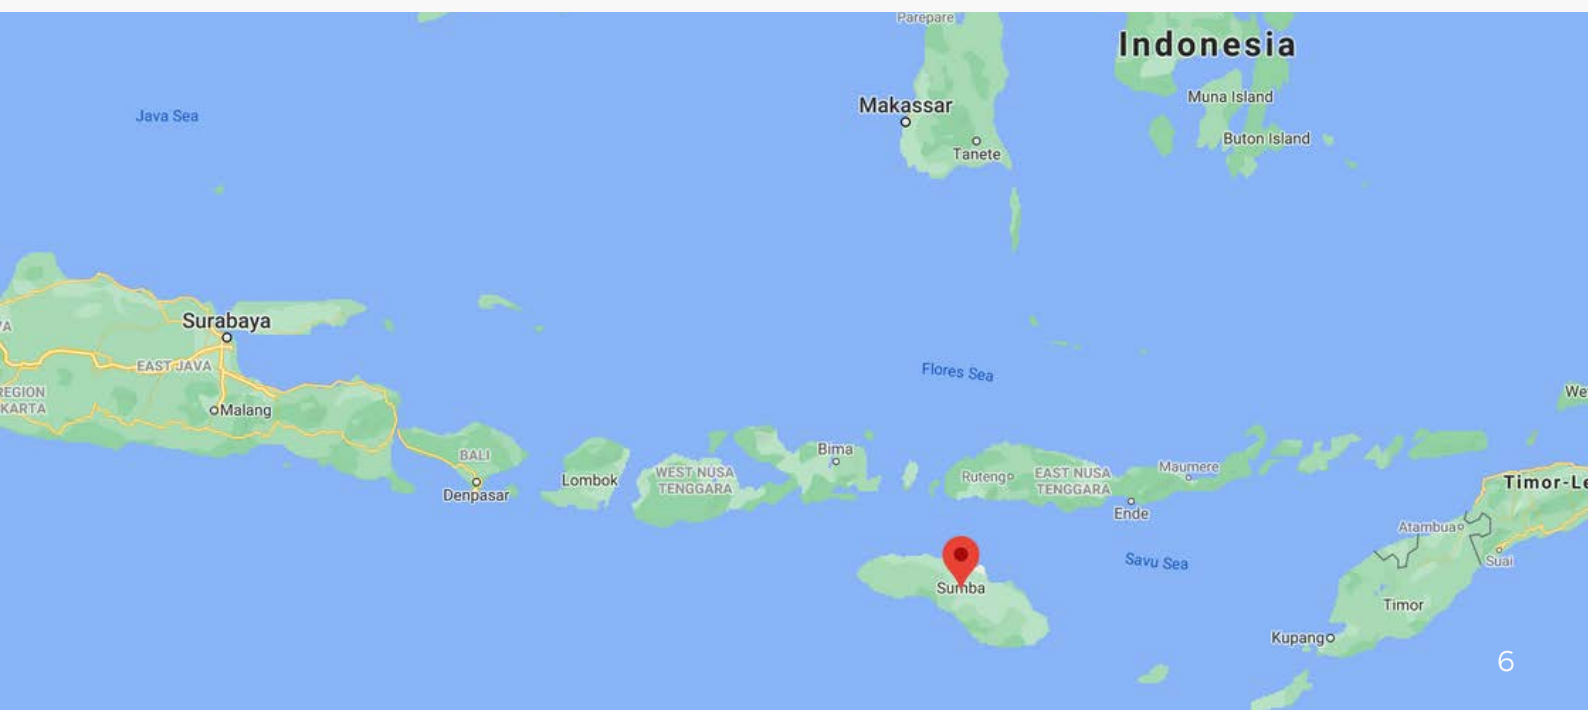 Parepare
Indonesia
Muna Island
Makassar
Java Sea
Buton Island
Tanete
Surabaya
EAST JAVA
Flores Sea
REGION
KARTA
Malang
We
BALI
Bima
Lombok
WEST NUSA
TENGGARA
Ruteng
EAST NUSA
TENGGARA
Maumere
Denpasar
Ende
Timor-Le
Atambua
Savu Sea
Suai
Sumba
Timor
Kupang
6